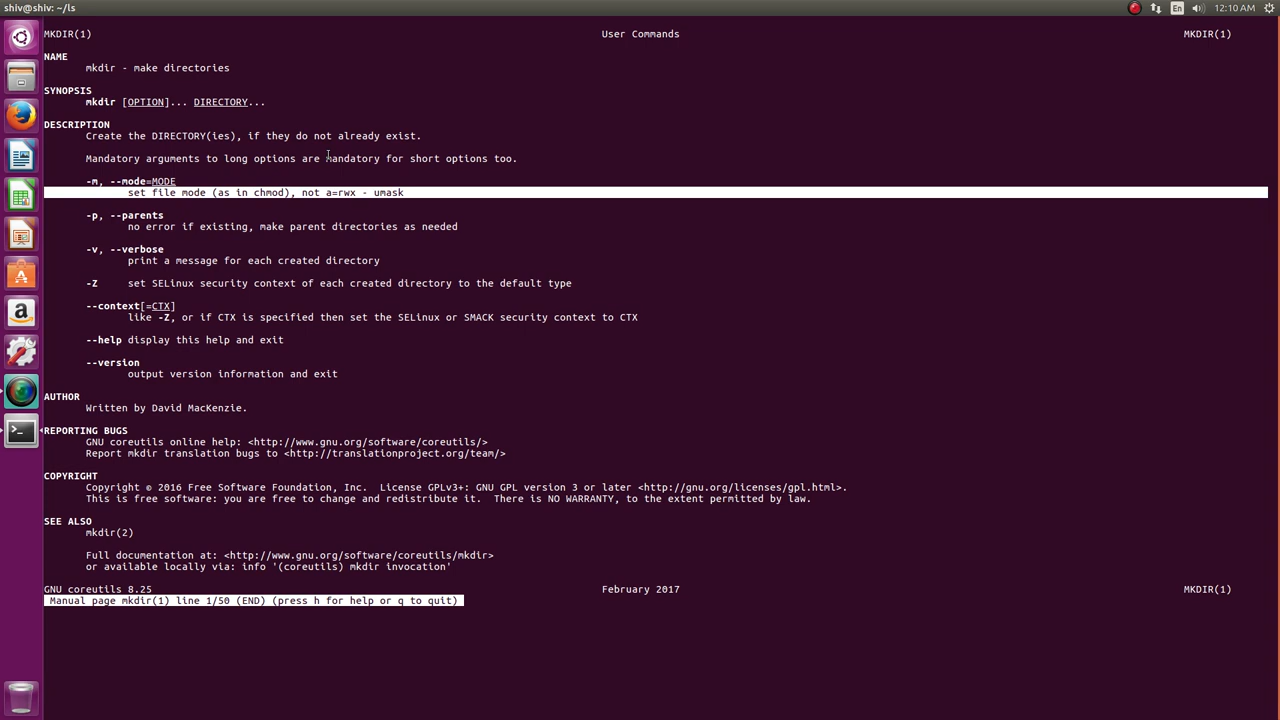 shiv@shiv: ~/ls
En
12:10 AM
MKDIR(1) User Commands MKDIR(1)
NAME
mkdir - make directories
SYNOPSIS
mkdir [OPTION]... DIRECTORY...
DESCRIPTION
Create the DIRECTORY(ies), if they do not already exist.
Mandatory arguments to long options are mandatory for short options too.
-m, --mode=MODE
set file mode (as in chmod), not a=rwx - umask
-p, --parents
no error if existing, make parent directories as needed
-v, --verbose
print a message for each created directory
-Z set SELinux security context of each created directory to the default type
--context[=CTX]
like -Z, or if CTX is specified then set the SELinux or SMACK security context to CTX
--help display this help and exit
--version
output version information and exit
AUTHOR
Written by David MacKenzie.
REPORTING BUGS
GNU coreutils online help: <http://www.gnu.org/software/coreutils/>
Report mkdir translation bugs to <http://translationproject.org/team/>
COPYRIGHT
Copyright © 2016 Free Software Foundation, Inc. License GPLv3+: GNU GPL version 3 or later <http://gnu.org/licenses/gpl.html>.
This is free software: you are free to change and redistribute it. There is NO WARRANTY, to the extent permitted by law.
SEE ALSO
mkdir(2)
Full documentation at: <http://www.gnu.org/software/coreutils/mkdir>
or available locally via: info '(coreutils) mkdir invocation'
GNU coreutils 8.25 February 2017 MKDIR(1)
Manual page mkdir(1) line 1/50 (END) (press h for help or q to quit)